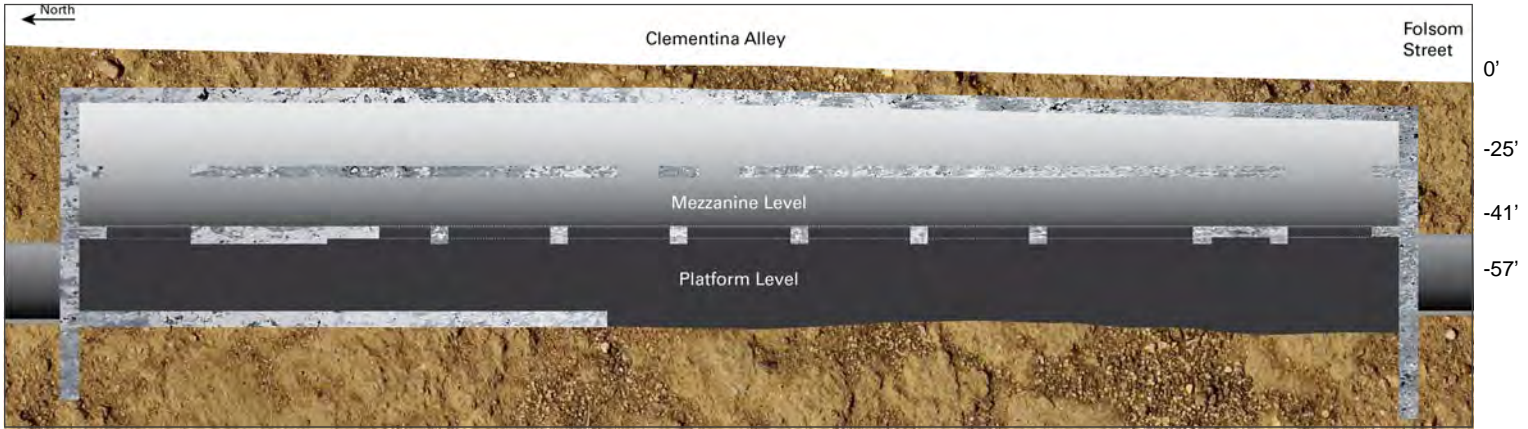 North
Clementina Alley
Folsom
Street
0’
-25’
Mezzanine Level
-41’
-57’
Platform Level